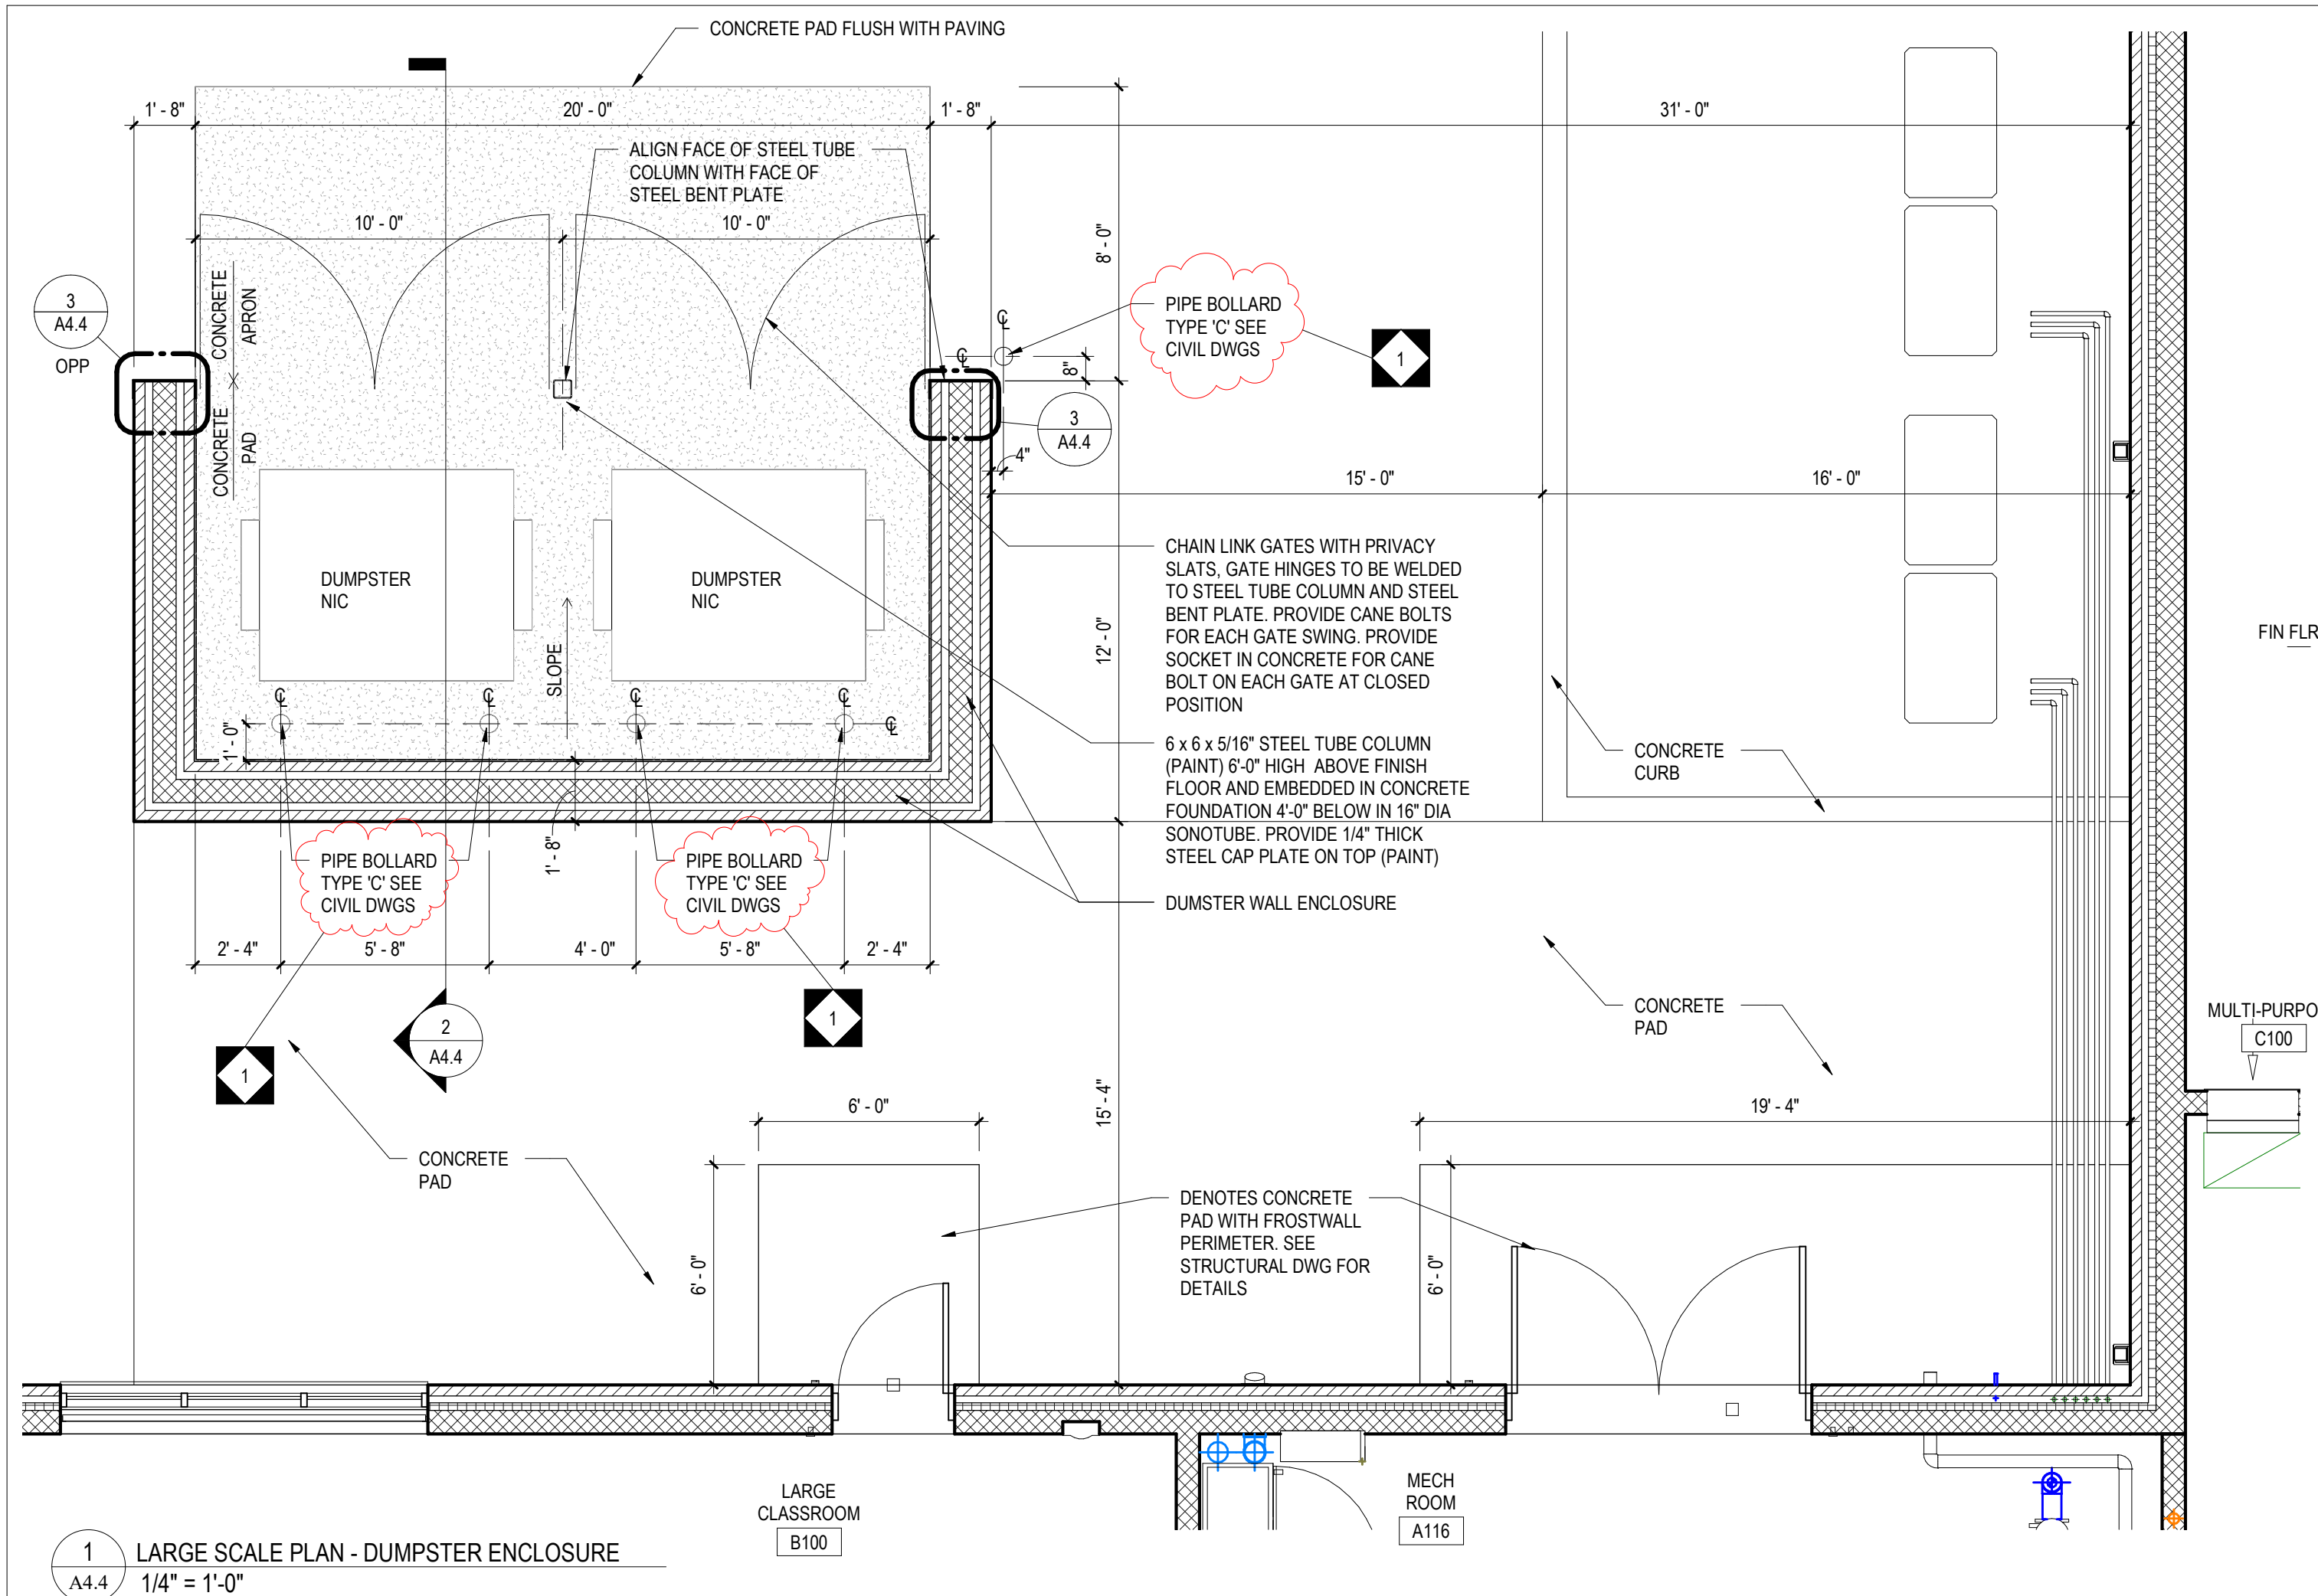 CONCRETE PAD FLUSH WITH PAVING
1' - 8"
20' - 0"
1' - 8"
31' - 0"
ALIGN FACE OF STEEL TUBE
COLUMN WITH FACE OF
STEEL BENT PLATE
10' - 0"
10' - 0"
8' - 0"
3
A4.4
OPP
CONCRETE
APRON
CONCRETE
PAD
PIPE BOLLARD
TYPE 'C' SEE
CIVIL DWGS
1
℄
℄
8"
3
A4.4
4"
15' - 0"
16' - 0"
DUMPSTER
NIC
DUMPSTER
NIC
SLOPE
12' - 0"
CHAIN LINK GATES WITH PRIVACY
SLATS, GATE HINGES TO BE WELDED
TO STEEL TUBE COLUMN AND STEEL
BENT PLATE. PROVIDE CANE BOLTS
FOR EACH GATE SWING. PROVIDE
SOCKET IN CONCRETE FOR CANE
BOLT ON EACH GATE AT CLOSED
POSITION
FIN FLR
℄
℄
℄
℄
℄
1' - 0"
6 x 6 x 5/16" STEEL TUBE COLUMN
(PAINT) 6'-0" HIGH ABOVE FINISH
FLOOR AND EMBEDDED IN CONCRETE
FOUNDATION 4'-0" BELOW IN 16" DIA
SONOTUBE. PROVIDE 1/4" THICK
STEEL CAP PLATE ON TOP (PAINT)
CONCRETE
CURB
1' - 8"
PIPE BOLLARD
TYPE 'C' SEE
CIVIL DWGS
PIPE BOLLARD
TYPE 'C' SEE
CIVIL DWGS
DUMSTER WALL ENCLOSURE
2' - 4"
5' - 8"
4' - 0"
5' - 8"
2' - 4"
1
2
A4.4
1
CONCRETE
PAD
MULTI-PURPO
C100
15' - 4"
6' - 0"
19' - 4"
CONCRETE
PAD
6' - 0"
DENOTES CONCRETE
PAD WITH FROSTWALL
PERIMETER. SEE
STRUCTURAL DWG FOR
DETAILS
6' - 0"
LARGE
CLASSROOM
B100
MECH
ROOM
A116
1
A4.4
LARGE SCALE PLAN - DUMPSTER ENCLOSURE
1/4" = 1'-0"